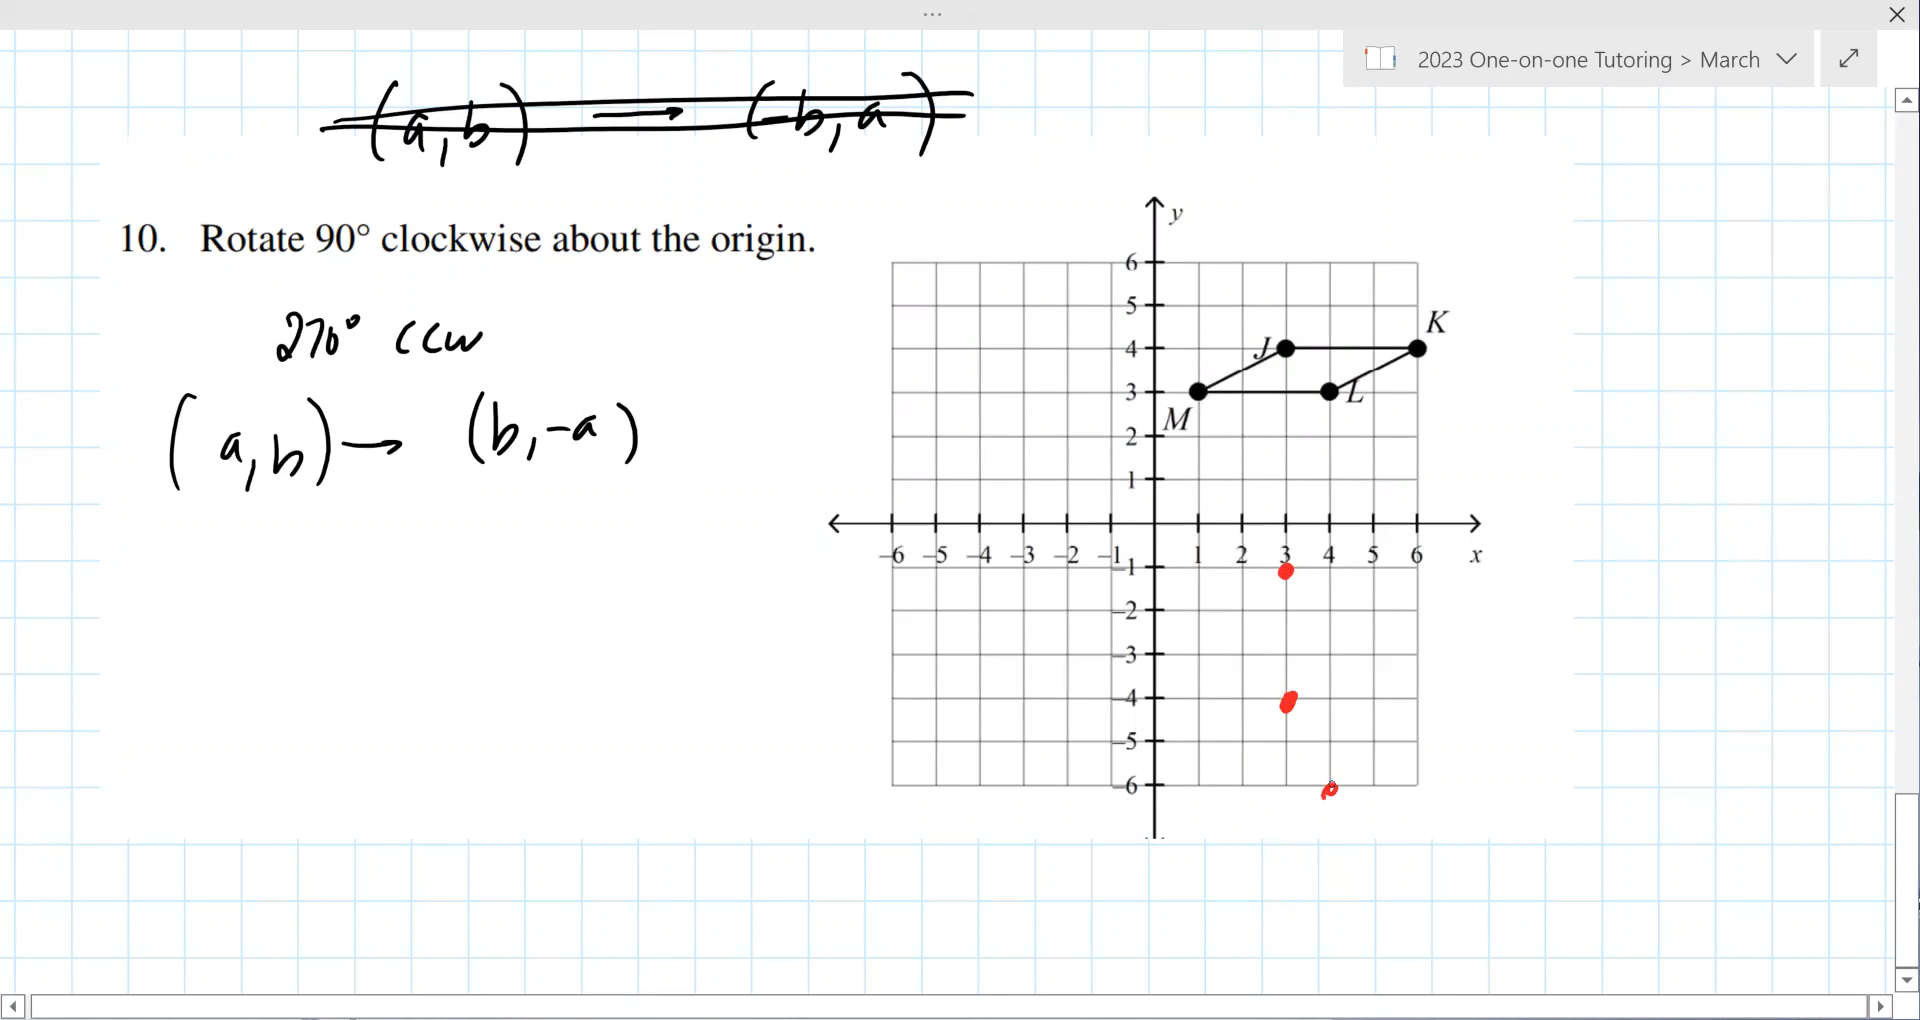 ...
2023 One-on-one Tutoring > March
(a, b) → (-b, a)
10. Rotate 90° clockwise about the origin.
270° CCW
(a, b) → (b, -a)
y
6
5
K
J
4
3
L
M
2
1
–6 –5 –4 –3 –2 –1 1 2 3 4 5 6 x
–1
–2
–3
–4
–5
–6